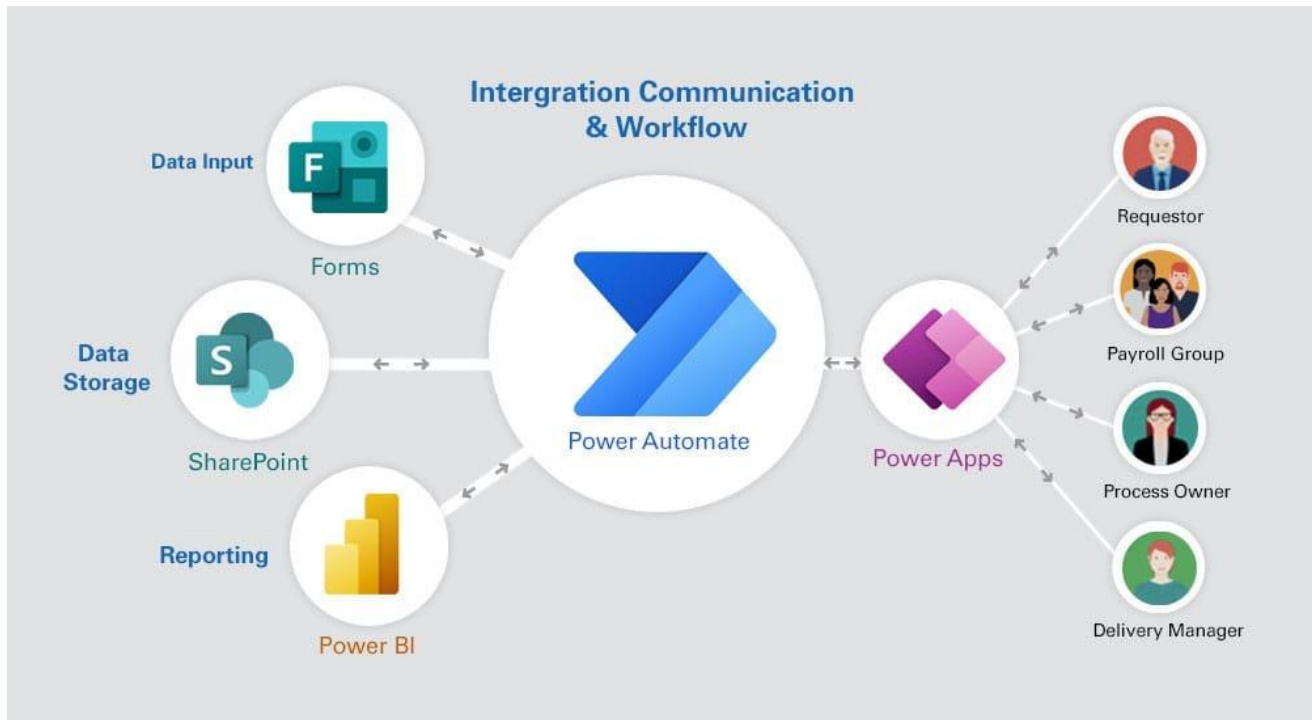 Intergration Communication
& Workflow
Data Input
F
Forms
Data
Storage
S
SharePoint
Reporting
Power BI
Power Automate
Power Apps
Requestor
Payroll Group
Process Owner
Delivery Manager